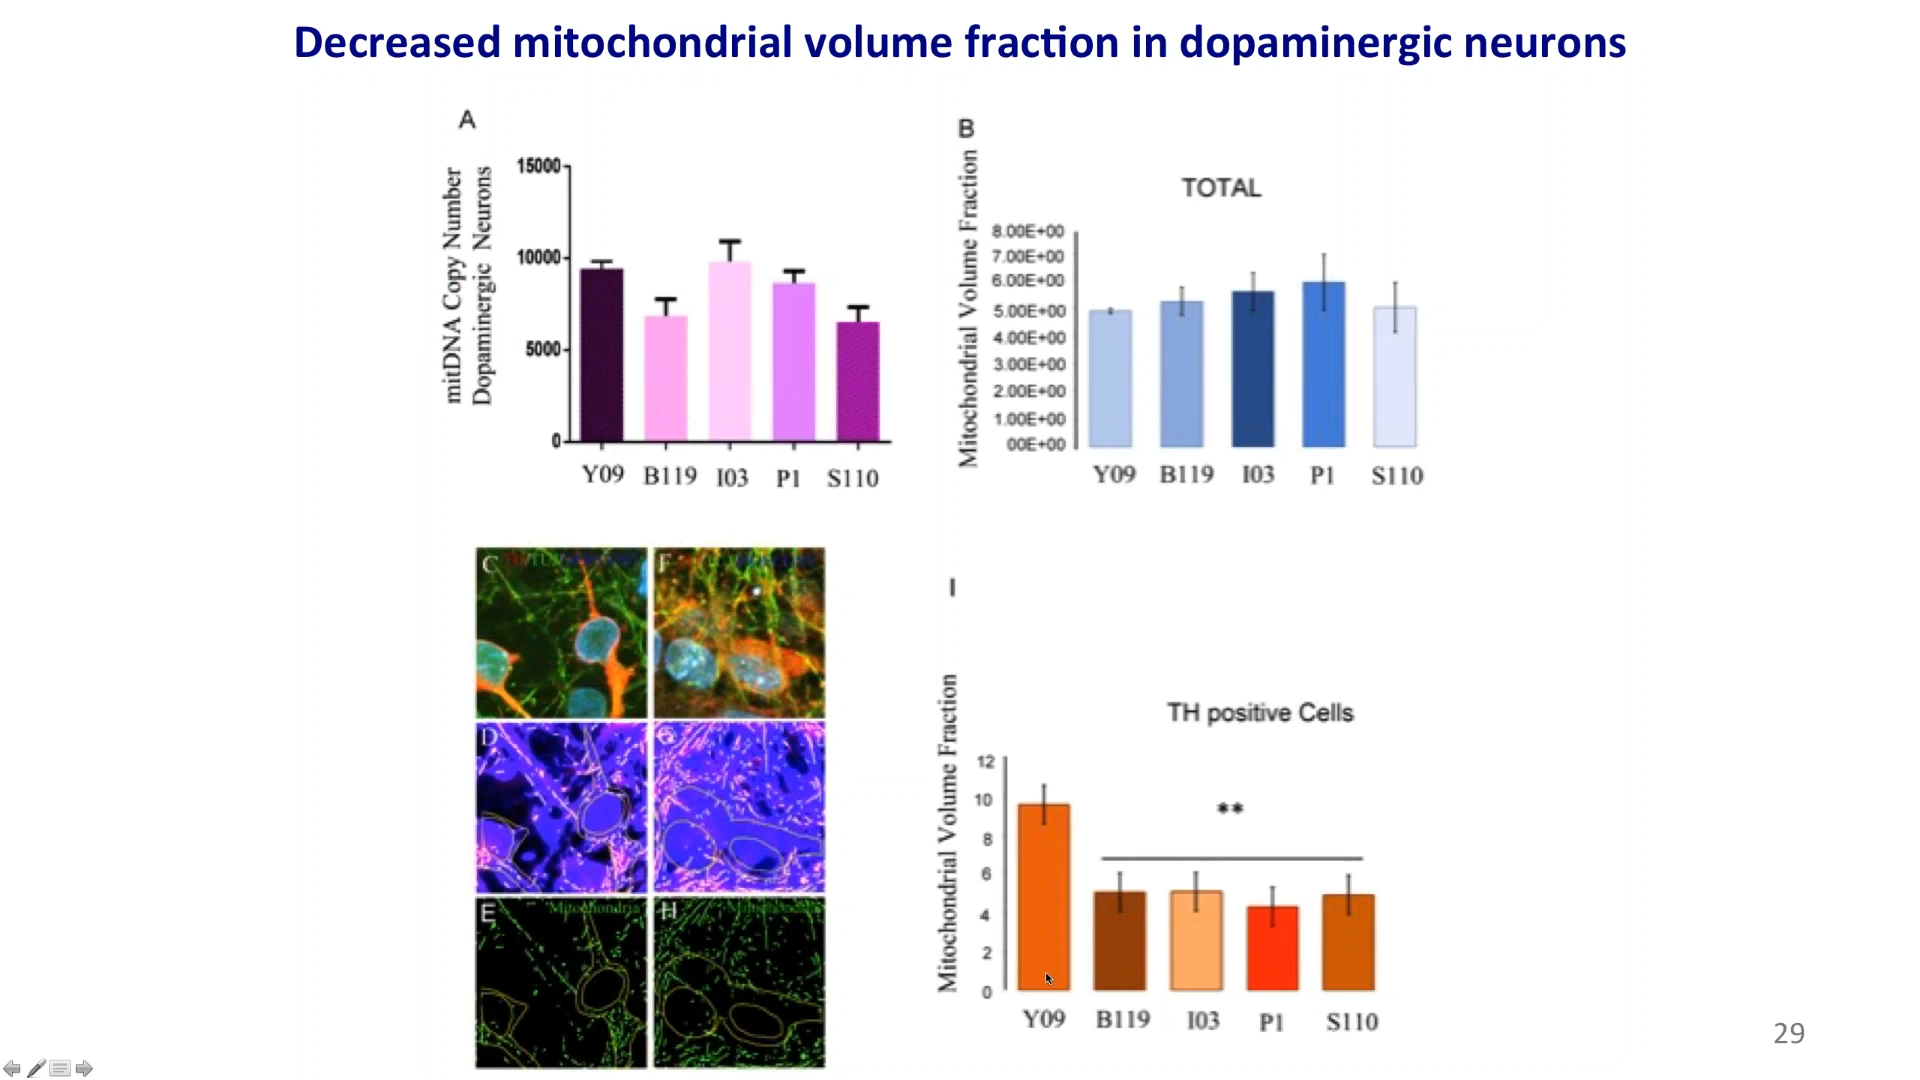 Decreased mitochondrial volume fraction in dopaminergic neurons
A
mitDNA Copy Number
Dopaminergic Neurons
15000
10000
5000
0
Y09 B119 I03 P1 S110
B
TOTAL
Mitochondrial Volume Fraction
8.00E+00
7.00E+00
6.00E+00
5.00E+00
4.00E+00
3.00E+00
2.00E+00
1.00E+00
00E+00
Y09 B119 I03 P1 S110
C
F
D
G
E
Mitochondria
H
I
TH positive Cells
Mitochondrial Volume Fraction
12
10
8
6
4
2
0
**
Y09 B119 I03 P1 S110
29